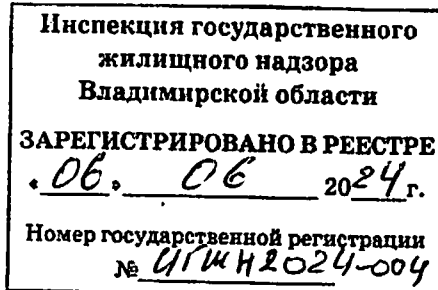 Инспекция государственного
жилищного надзора
Владимирской области
ЗАРЕГИСТРИРОВАНО В РЕЕСТРЕ
«06» 06 2024 г.
Номер государственной регистрации
№ ИГЖН2024-004